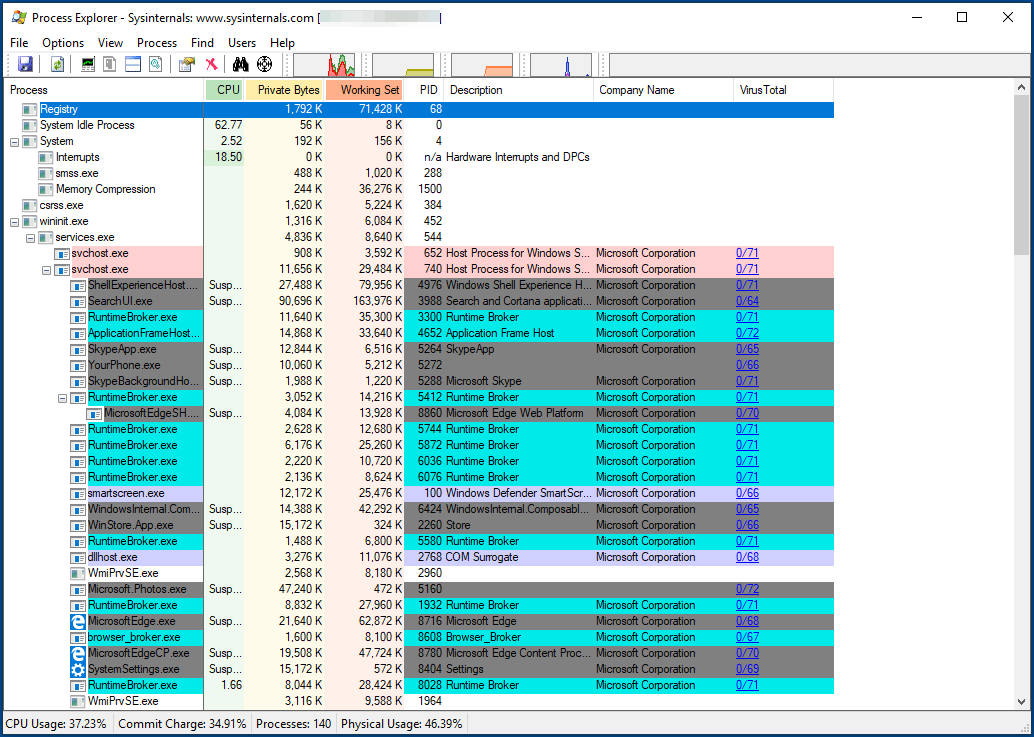 Process Explorer - Sysinternals: www.sysinternals.com [ ]
File Options View Process Find Users Help
Process CPU Private Bytes Working Set PID Description Company Name VirusTotal
Registry 1,792 K 71,428 K 68
System Idle Process 62.77 56 K 8 K 0
System 2.52 192 K 156 K 4
Interrupts 18.50 0 K 0 K n/a Hardware Interrupts and DPCs
smss.exe 488 K 1,020 K 288
Memory Compression 244 K 36,276 K 1500
csrss.exe 1,620 K 5,224 K 384
wininit.exe 1,316 K 6,084 K 452
services.exe 4,836 K 8,640 K 544
svchost.exe 908 K 3,592 K 652 Host Process for Windows S... Microsoft Corporation 0/71
svchost.exe 11,656 K 29,484 K 740 Host Process for Windows S... Microsoft Corporation 0/71
ShellExperienceHost.... Susp... 27,488 K 79,956 K 4976 Windows Shell Experience H... Microsoft Corporation 0/71
SearchUI.exe Susp... 90,696 K 163,976 K 3988 Search and Cortana applicati... Microsoft Corporation 0/64
RuntimeBroker.exe 11,640 K 35,300 K 3300 Runtime Broker Microsoft Corporation 0/71
ApplicationFrameHost... 14,868 K 33,640 K 4652 Application Frame Host Microsoft Corporation 0/72
SkypeApp.exe Susp... 12,844 K 6,516 K 5264 SkypeApp Microsoft Corporation 0/65
YourPhone.exe Susp... 10,060 K 5,212 K 5272 0/66
SkypeBackgroundHo... Susp... 1,988 K 1,220 K 5288 Microsoft Skype Microsoft Corporation 0/71
RuntimeBroker.exe 3,052 K 14,216 K 5412 Runtime Broker Microsoft Corporation 0/71
MicrosoftEdgeSH.... Susp... 4,084 K 13,928 K 8860 Microsoft Edge Web Platform Microsoft Corporation 0/70
RuntimeBroker.exe 2,628 K 12,680 K 5744 Runtime Broker Microsoft Corporation 0/71
RuntimeBroker.exe 6,176 K 25,260 K 5872 Runtime Broker Microsoft Corporation 0/71
RuntimeBroker.exe 2,220 K 10,720 K 6036 Runtime Broker Microsoft Corporation 0/71
RuntimeBroker.exe 2,136 K 8,624 K 6076 Runtime Broker Microsoft Corporation 0/71
smartscreen.exe 12,172 K 25,476 K 100 Windows Defender SmartScr... Microsoft Corporation 0/66
WindowsInternal.Com... Susp... 14,388 K 42,292 K 6424 WindowsInternal.Composabl... Microsoft Corporation 0/65
WinStore.App.exe Susp... 15,172 K 324 K 2260 Store Microsoft Corporation 0/66
RuntimeBroker.exe 1,488 K 6,800 K 5580 Runtime Broker Microsoft Corporation 0/71
dllhost.exe 3,276 K 11,076 K 2768 COM Surrogate Microsoft Corporation 0/68
WmiPrvSE.exe 2,568 K 8,180 K 2960
Microsoft.Photos.exe Susp... 47,240 K 472 K 5160 0/72
RuntimeBroker.exe 8,832 K 27,960 K 1932 Runtime Broker Microsoft Corporation 0/71
MicrosoftEdge.exe Susp... 21,640 K 62,872 K 8716 Microsoft Edge Microsoft Corporation 0/68
browser_broker.exe 1,600 K 8,100 K 8608 Browser_Broker Microsoft Corporation 0/67
MicrosoftEdgeCP.exe Susp... 19,508 K 47,724 K 8780 Microsoft Edge Content Proc... Microsoft Corporation 0/70
SystemSettings.exe Susp... 15,172 K 572 K 8404 Settings Microsoft Corporation 0/69
RuntimeBroker.exe 1.66 8,044 K 28,424 K 8028 Runtime Broker Microsoft Corporation 0/71
WmiPrvSE.exe 3,116 K 9,588 K 1964
CPU Usage: 37.23% Commit Charge: 34.91% Processes: 140 Physical Usage: 46.39%